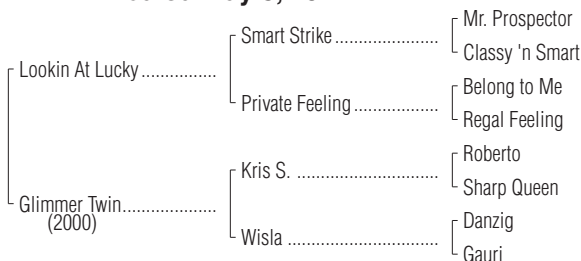 Mr. Prospector
Smart Strike ....................
Classy 'n Smart
Lookin At Lucky ................
Belong to Me
Private Feeling ..................
Regal Feeling
Roberto
Kris S. ..............................
Sharp Queen
Glimmer Twin....................
(2000)
Danzig
Wisla ................................
Gauri